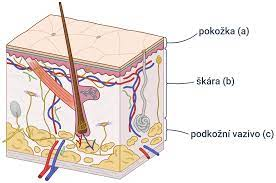 pokožka (a)
škára (b)
podkožní vazivo (c)